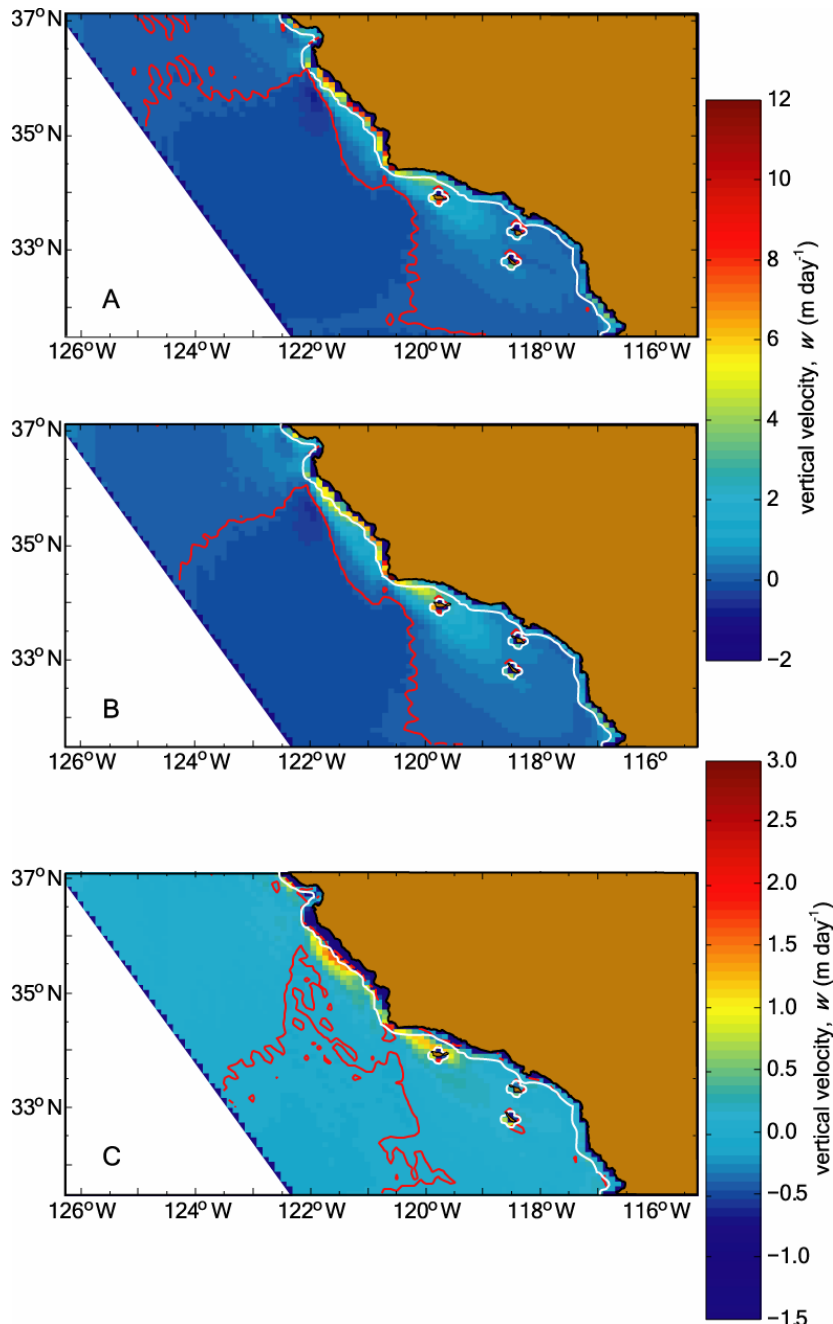 37° N
35° N
33° N
A
126°W 124°W 122°W 120°W 118°W 116°W
12
10
8
6
4
2
0
−2
vertical velocity, w (m day-1)
37° N
35° N
33° N
B
126°W 124°W 122°W 120°W 118°W 116°
3.0
2.5
2.0
1.5
1.0
0.5
0.0
−0.5
−1.0
−1.5
vertical velocity, w (m day-1)
37° N
35° N
33° N
C
126°W 124°W 122°W 120°W 118°W 116°W